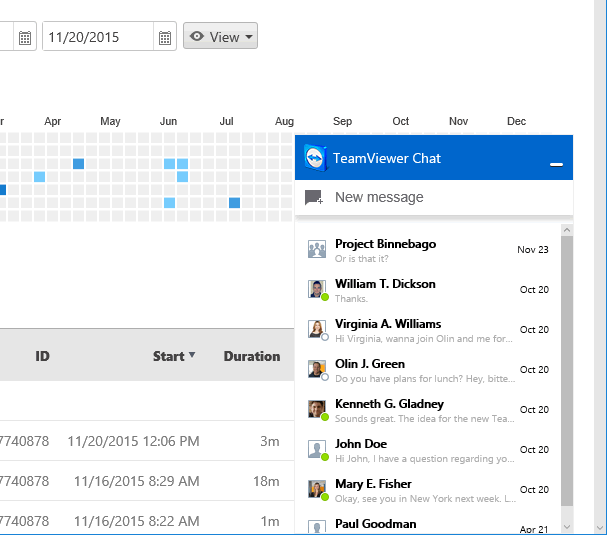 11/20/2015 View
r Apr May Jun Jul Aug Sep Oct Nov Dec
TeamViewer Chat
New message
Project Binnebago Nov 23
Or is that it?
William T. Dickson Oct 20
Thanks.
Virginia A. Williams Oct 20
Hi Virginia, wanna join Olin and me for...
Olin J. Green Oct 20
Do you have plans for lunch? Hey, bitte...
Kenneth G. Gladney Oct 20
Sounds great. The idea for the new Tea...
John Doe Oct 20
Hi John, I have a question regarding yo...
Mary E. Fisher Oct 20
Okay, see you in New York next week. L...
Paul Goodman Apr 21
ID Start Duration
7740878 11/20/2015 12:06 PM 3m
7740878 11/16/2015 8:29 AM 18m
7740878 11/16/2015 8:22 AM 1m